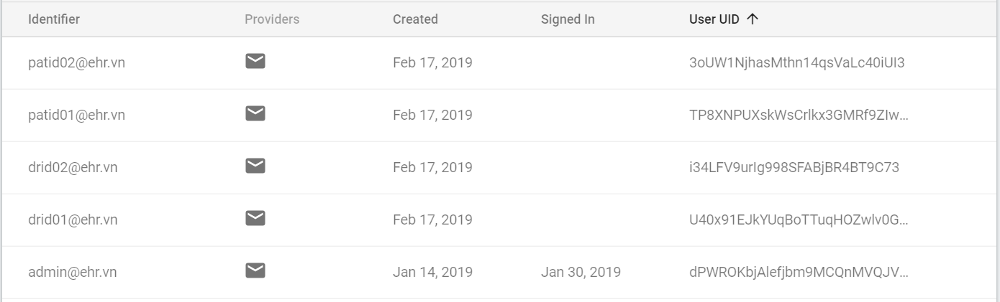 Identifier Providers Created Signed In User UID
patid02@ehr.vn Feb 17, 2019 3oUW1NjhasMthn14qsVaLc40iUI3
patid01@ehr.vn Feb 17, 2019 TP8XNPUXskWsCrlkx3GMRf9ZIw...
drid02@ehr.vn Feb 17, 2019 i34LFV9urIg998SFABjBR4BT9C73
drid01@ehr.vn Feb 17, 2019 U40x91EJkYUqBoTTuqHOZwlv0G...
admin@ehr.vn Jan 14, 2019 Jan 30, 2019 dPWROKbjAlefjbm9MCQnMVQJV...